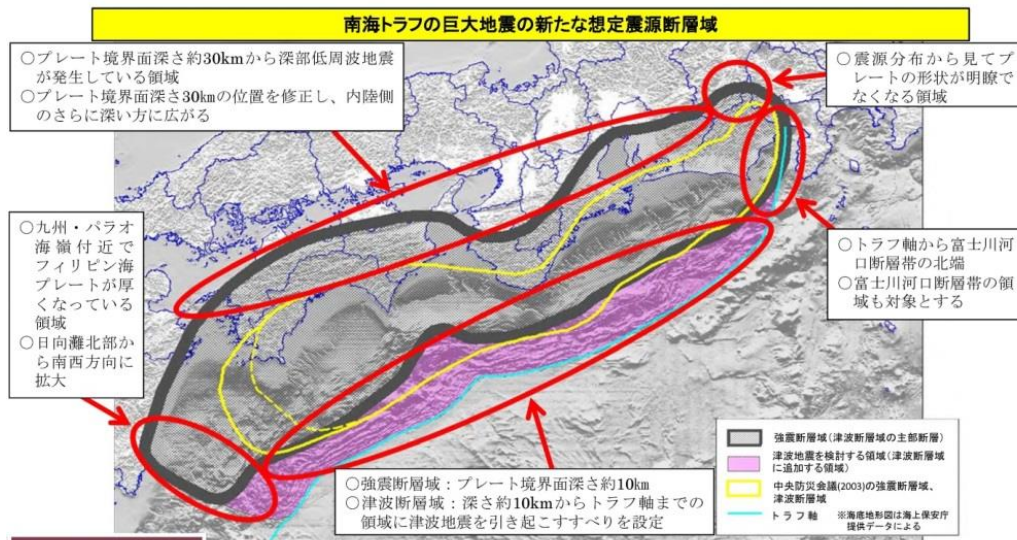 南海トラフの巨大地震の新たな想定震源断層域
○プレート境界面深さ約30kmから深部低周波地震
が発生している領域
○プレート境界面深さ30㎞の位置を修正し、内陸側
のさらに深い方に広がる
○震源分布から見てプ
レートの形状が明瞭で
なくなる領域
○九州・パラオ
海嶺付近で
フィリピン海
プレートが厚
くなっている
領域
○日向灘北部か
ら南西方向に
拡大
○トラフ軸から富士川河
口断層帯の北端
○富士川河口断層帯の領
域も対象とする
○強震断層域：プレート境界面深さ約10㎞
○津波断層域：深さ約10kmからトラフ軸までの
領域に津波地震を引き起こすすべりを設定
強震断層域（津波断層域の主部断層）
津波地震を検討する領域（津波断層域
に追加する領域）
中央防災会議(2003)の強震断層域、
津波断層域
トラフ軸
※海底地形図は海上保安庁
提供データによる